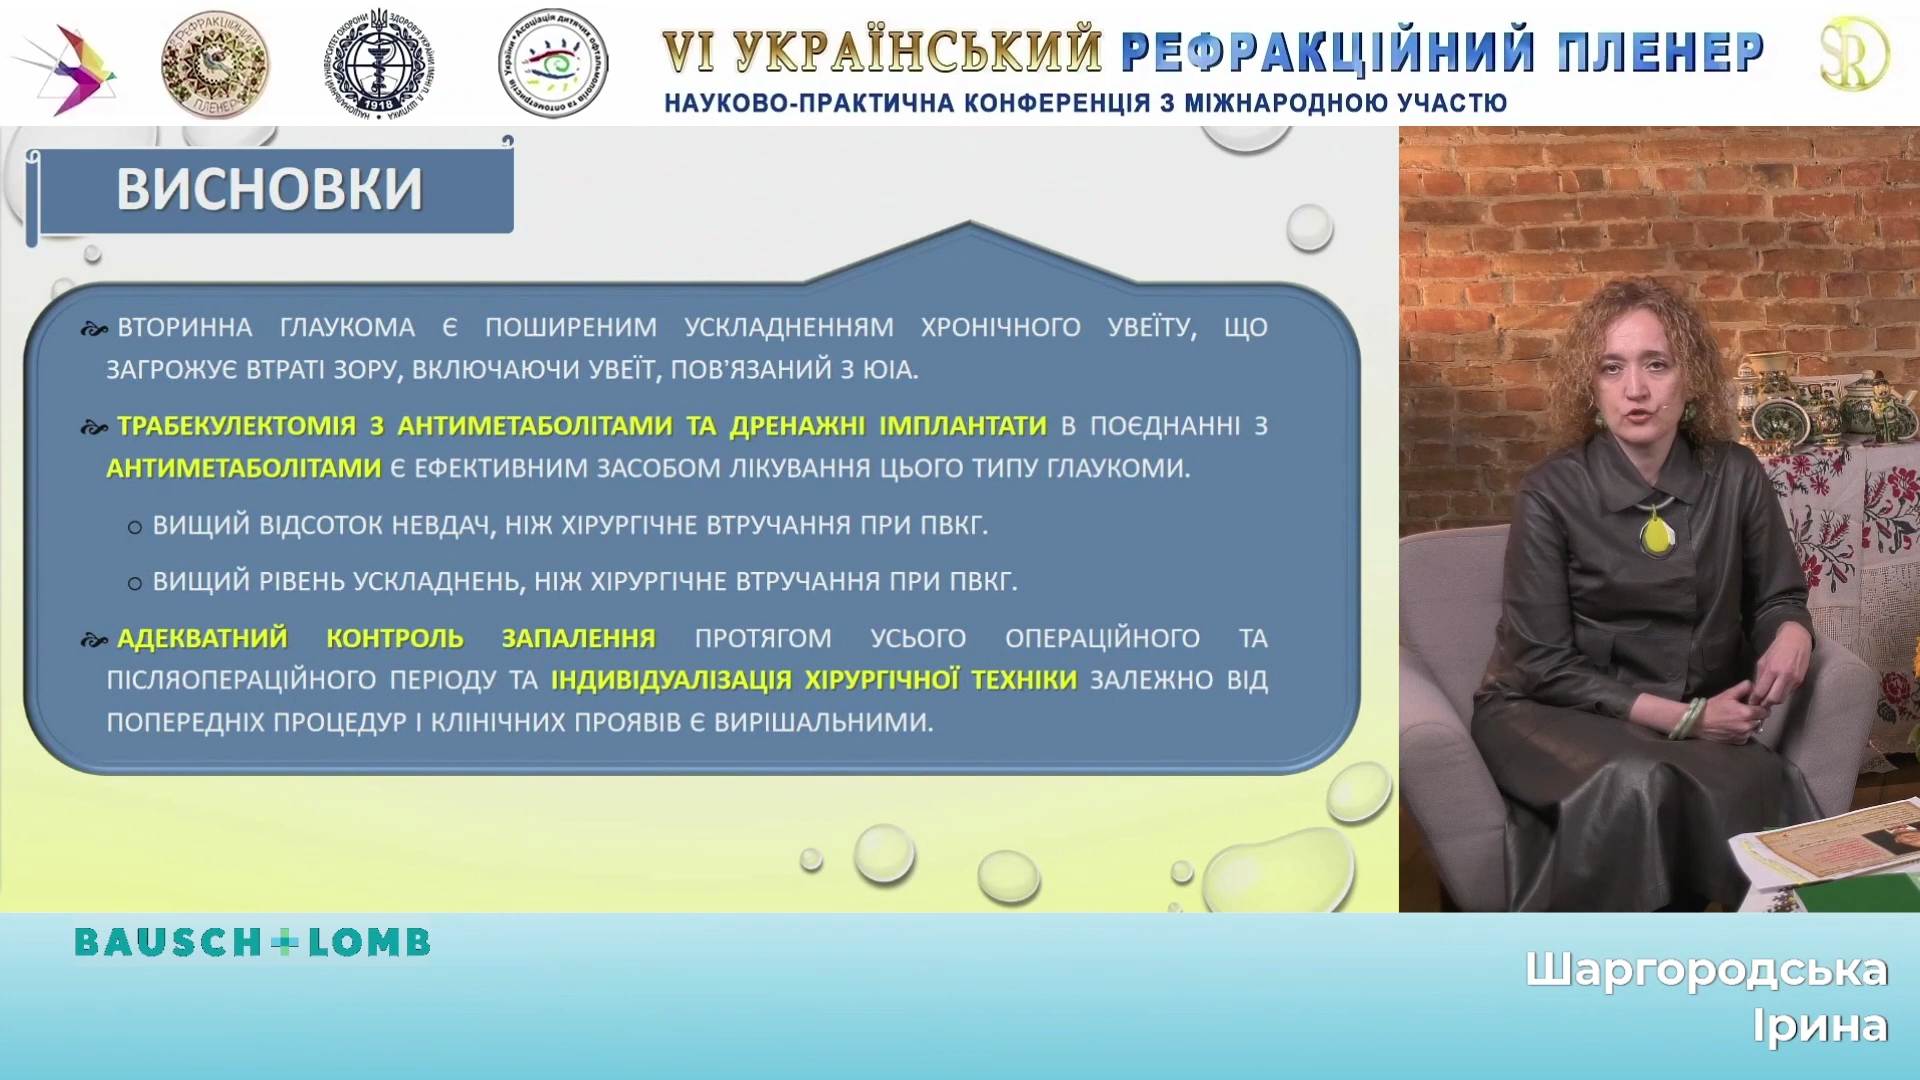 РЕФРАКЦІЙНИЙ
ПЛЕНЕР
1918
VI УКРАЇНСЬКИЙ РЕФРАКЦІЙНИЙ ПЛЕНЕР
НАУКОВО-ПРАКТИЧНА КОНФЕРЕНЦІЯ З МІЖНАРОДНОЮ УЧАСТЮ
SR
ВИСНОВКИ
ВТОРИННА ГЛАУКОМА Є ПОШИРЕНИМ УСКЛАДНЕННЯМ ХРОНІЧНОГО УВЕЇТУ, ЩО
ЗАГРОЖУЄ ВТРАТІ ЗОРУ, ВКЛЮЧАЮЧИ УВЕЇТ, ПОВ’ЯЗАНИЙ З ЮІА.
ТРАБЕКУЛЕКТОМІЯ З АНТИМЕТАБОЛІТАМИ ТА ДРЕНАЖНІ ІМПЛАНТАТИ В ПОЄДНАННІ З
АНТИМЕТАБОЛІТАМИ Є ЕФЕКТИВНИМ ЗАСОБОМ ЛІКУВАННЯ ЦЬОГО ТИПУ ГЛАУКОМИ.
ВИЩИЙ ВІДСОТОК НЕВДАЧ, НІЖ ХІРУРГІЧНЕ ВТРУЧАННЯ ПРИ ПВКГ.
ВИЩИЙ РІВЕНЬ УСКЛАДНЕНЬ, НІЖ ХІРУРГІЧНЕ ВТРУЧАННЯ ПРИ ПВКГ.
АДЕКВАТНИЙ КОНТРОЛЬ ЗАПАЛЕННЯ ПРОТЯГОМ УСЬОГО ОПЕРАЦІЙНОГО ТА
ПІСЛЯОПЕРАЦІЙНОГО ПЕРІОДУ ТА ІНДИВІДУАЛІЗАЦІЯ ХІРУРГІЧНОЇ ТЕХНІКИ ЗАЛЕЖНО ВІД
ПОПЕРЕДНІХ ПРОЦЕДУР І КЛІНІЧНИХ ПРОЯВІВ Є ВИРІШАЛЬНИМИ.
BAUSCH+LOMB
Шаргородська
Ірина